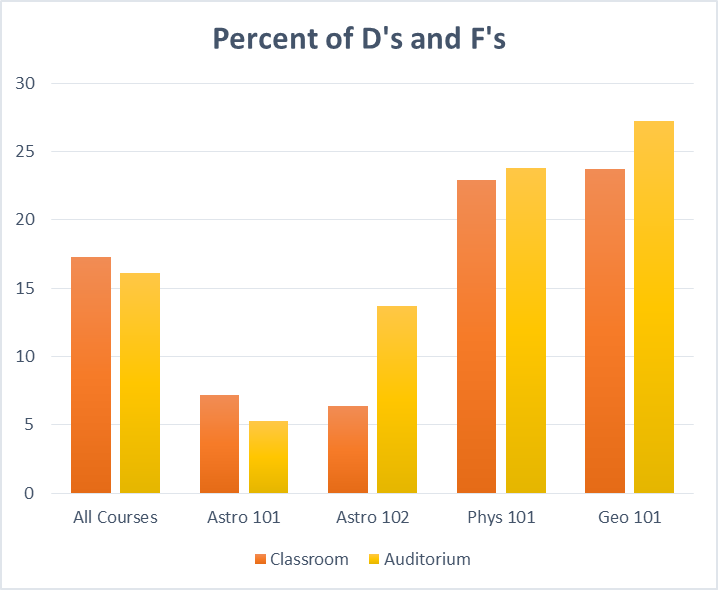 Percent of D's and F's
30
25
20
15
10
5
0
All Courses Astro 101 Astro 102 Phys 101 Geo 101
Classroom Auditorium